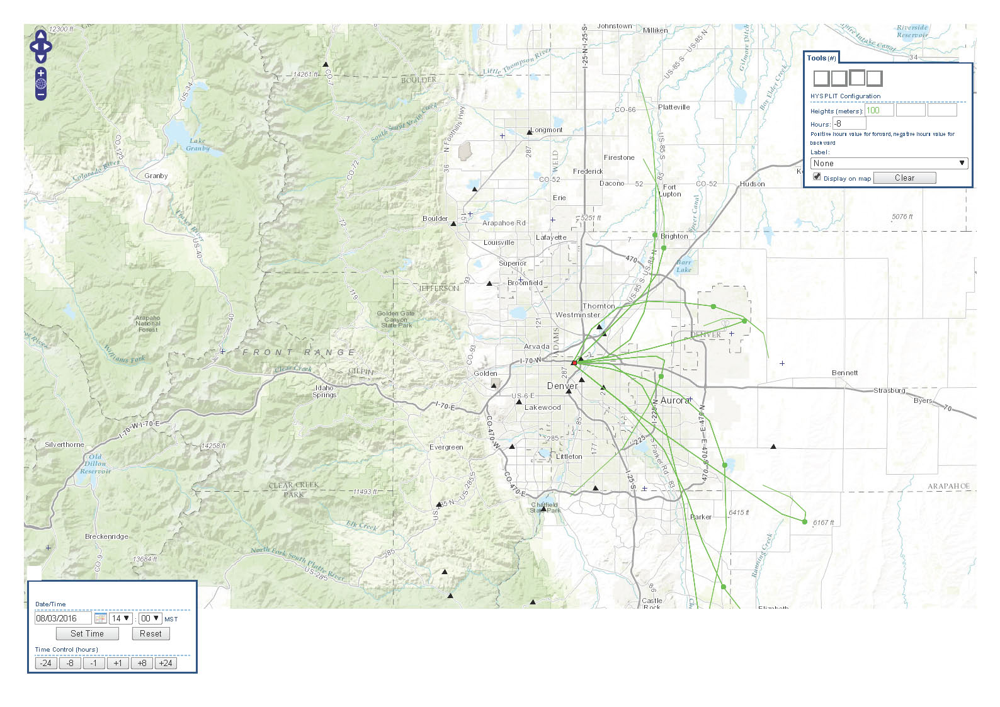 12300 ft
Johnstown
Milliken
Riverside
Reservoir
Empire Intake Canal
Gilmore Ditch
US-85-S - US-85-N
I-25-N-I-25-S
Little Thompson River
34
Tools (#)
14261 ft
CO-7
BOULDER
US-34
Box Elder Creek
HYSPLIT Configuration
CO-66
Platteville
Heights (meters): 100
Hours: -8
Positive hours value for forward, negative hours value for
backward
Label:
None
Display on map
Clear
7
South Saint Vrain Creek
N Foothills Hwy
Longmont
287
WELD
US-85-S
85
Lake
Granby
CO-125
Colorado River
Granby
CO-72
36
Firestone
Frederick
Dacono
CO-52
52
Fort
Lupton
CO-52
Hudson
Erie
Speer Canal
Fraser River
US-40
12
Boulder
157
Arapahoe Rd
5251 ft
5076 ft
Louisville
Lafayette
7
Brighton
470
Superior
Barr
Lake
US-85-S-US-85-N
93
Broomfield
JEFFERSON
119
Thornton
Westminster
Golden Gate
Canyon
State Park
Arapaho
National
Forest
40
121
ADAMS
DENVER
Williams Fork
FRONT RANGE
CO-93
Arvada
I-70-W
Clear Creek
GILPIN
Golden
287
Bennett
Idaho
Springs
Denver
US-6 E
Aurora
Strasburg
Byers
70
I-70-E
Lakewood
I-225-N
E-470-N
I-70-W-I-70-E
CO-470-W
85
225
Silverthorne
14258 ft
Evergreen
285
177
S Parker Rd
E-470-S
Littleton
Old
Dillon
Reservoir
US-285-S
CLEAR CREEK
PARK
11493 ft
CO-470-E
I-25-S
83
470-S
ARAPAHOE
US-285-N
Chatfield
State Park
Parker
6415 ft
6167 ft
Elk Creek
Breckenridge
CO-9
13684 ft
North Fork South Platte River
285
US-285
Running Creek
86
Castle
Rock
Elizabeth
Date/Time
08/03/2016 14 : 00 MST
Set Time
Reset
Time Control (hours)
-24 -8 -1 +1 +8 +24